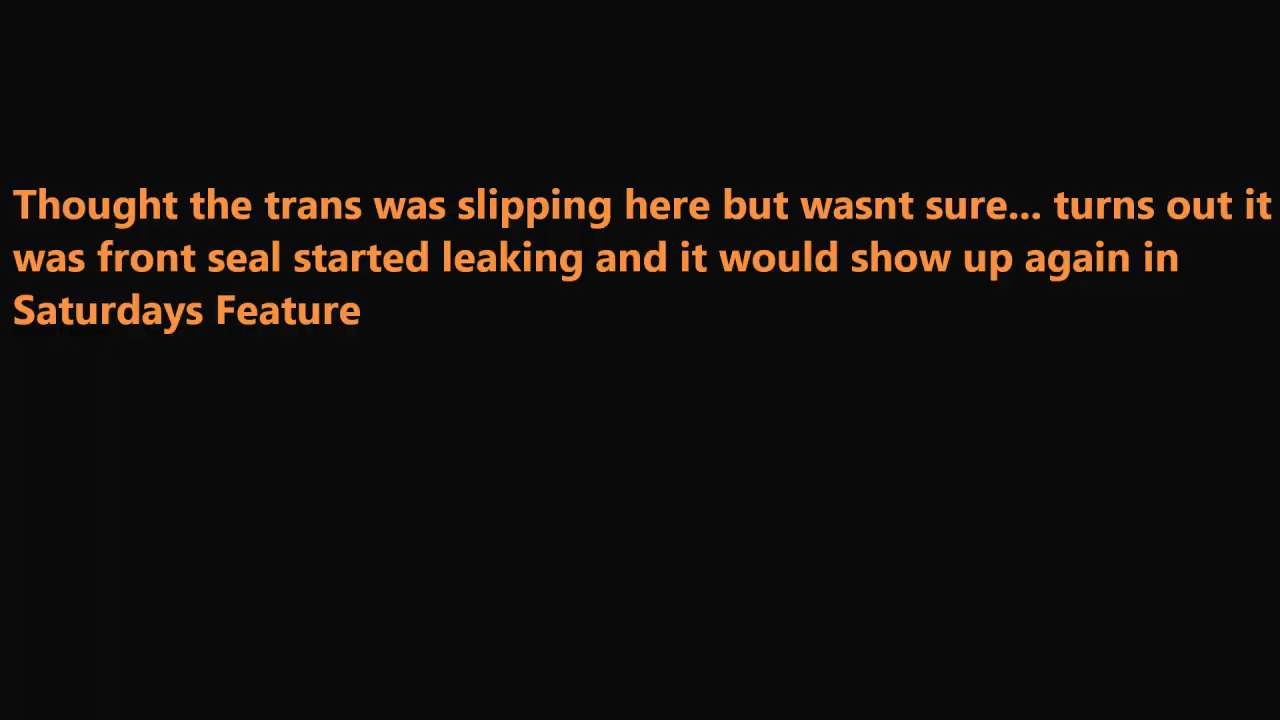 Thought the trans was slipping here but wasnt sure... turns out it
was front seal started leaking and it would show up again in
Saturdays Feature